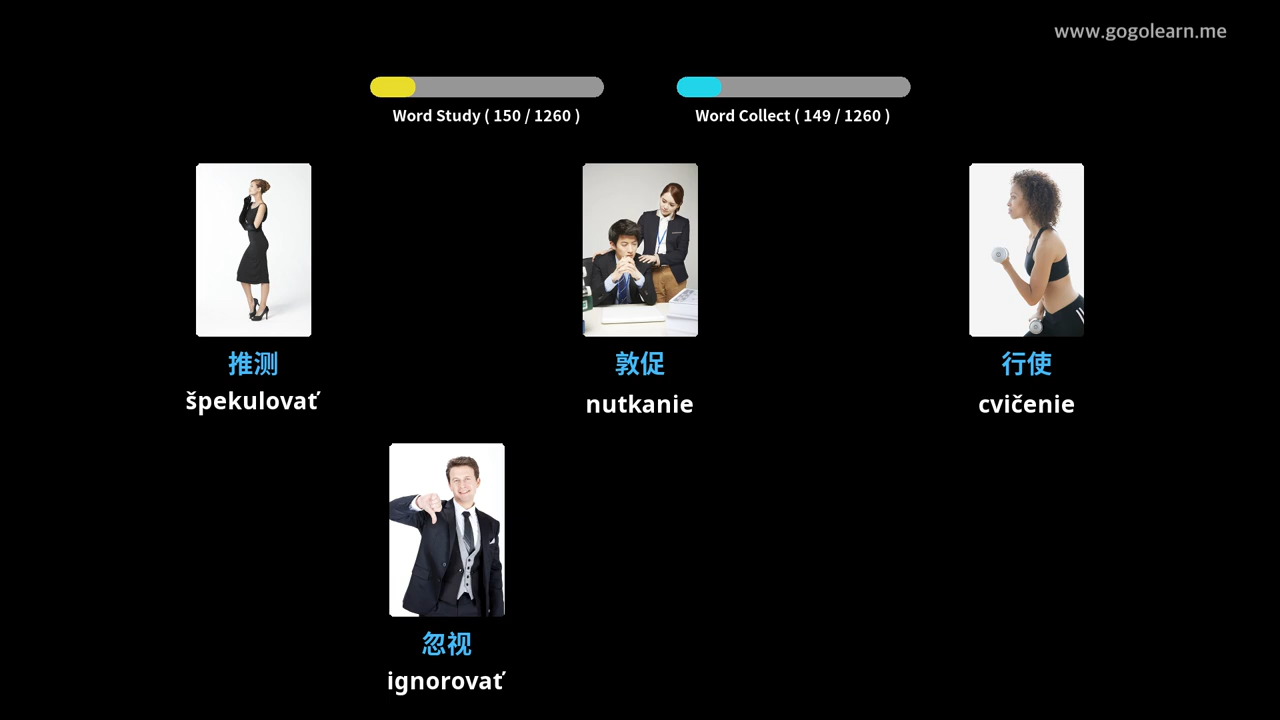 www.gogolearn.me
Word Study ( 150 / 1260 )
Word Collect ( 149 / 1260 )
推测
špekulovať
敦促
nutkanie
行使
cvičenie
忽视
ignorovať